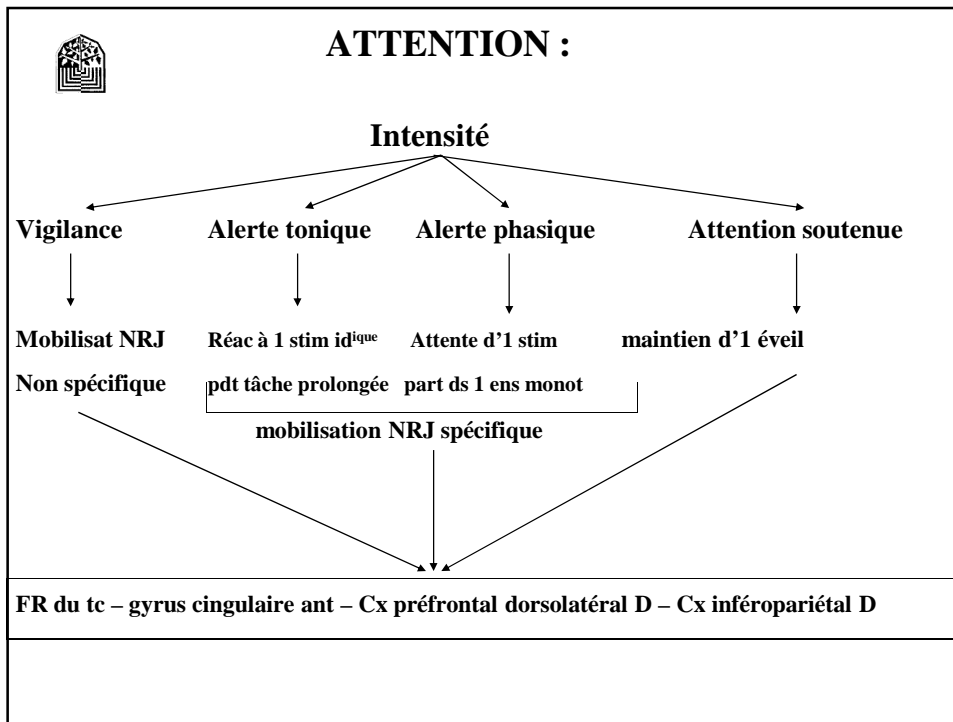 ATTENTION :
Intensité
Vigilance Alerte tonique Alerte phasique Attention soutenue
Mobilisat NRJ Réac à 1 stim idique Attente d’1 stim maintien d’1 éveil
Non spécifique pdt tâche prolongée part ds 1 ens monot
mobilisation NRJ spécifique
FR du tc – gyrus cingulaire ant – Cx préfrontal dorsolatéral D – Cx inféropariétal D